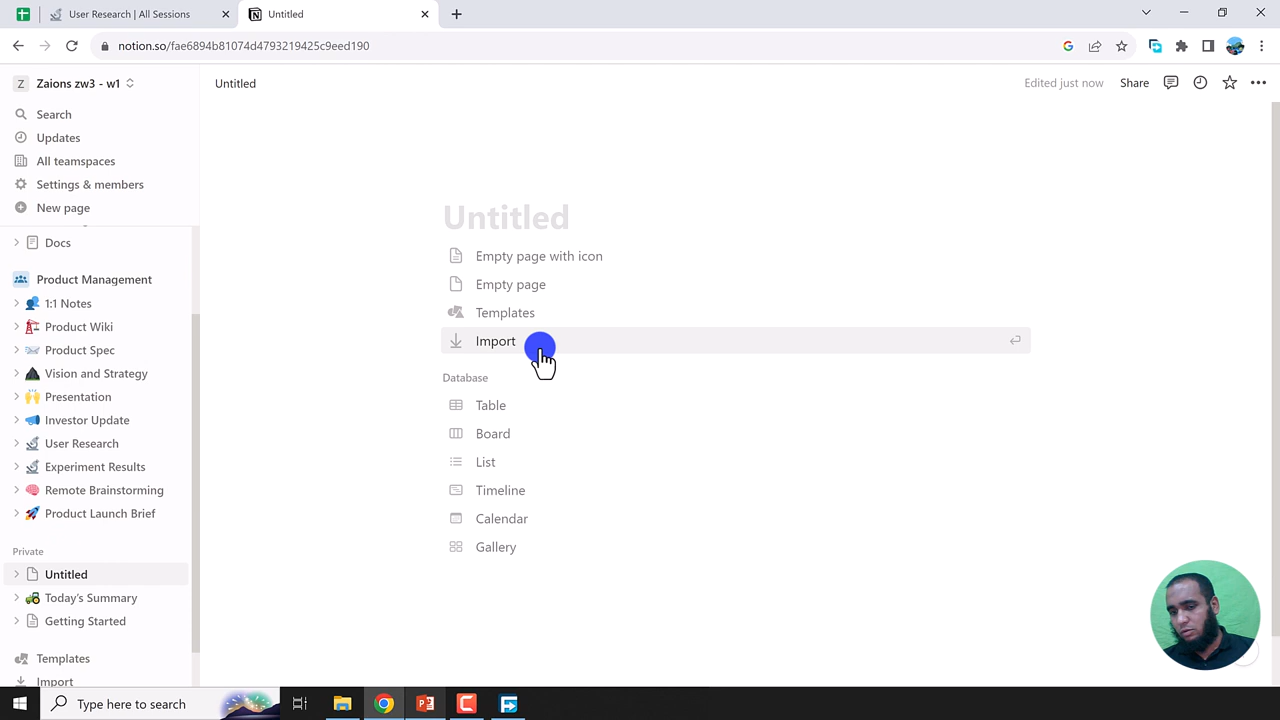 User Research | All Sessions
Untitled
notion.so/fae6894b81074d4793219425c9eed190
Z Zaions zw3 - w1
Untitled
Edited just now
Share
Search
Updates
All teamspaces
Settings & members
New page
Docs
Product Management
1:1 Notes
Product Wiki
Product Spec
Vision and Strategy
Presentation
Investor Update
User Research
Experiment Results
Remote Brainstorming
Product Launch Brief
Private
Untitled
Today's Summary
Getting Started
Templates
Import
Untitled
Empty page with icon
Empty page
Templates
Import
Database
Table
Board
List
Timeline
Calendar
Gallery
Type here to search